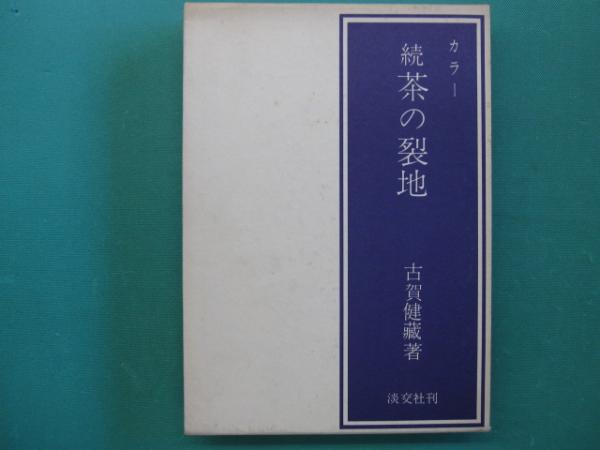 カラー
続 茶の裂地
古賀健藏著
淡交社刊